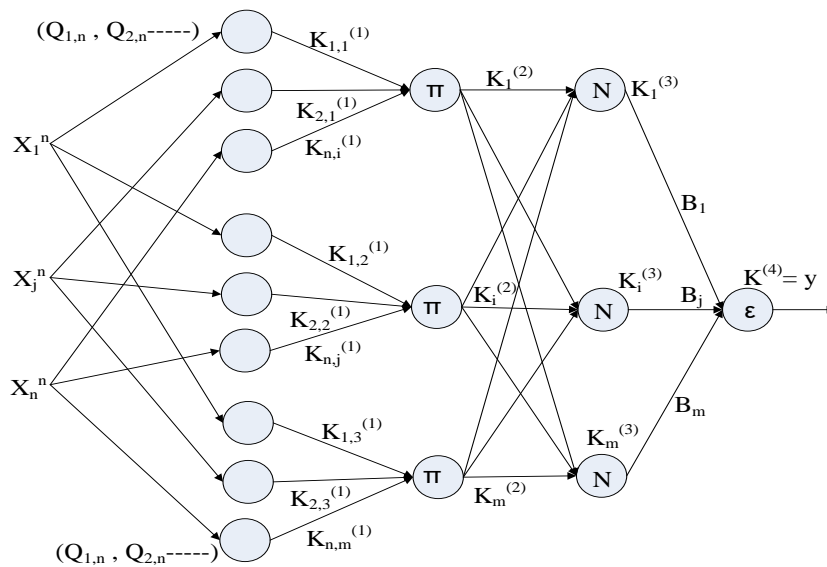 (Q1,n , Q2,n-----)
K1,1(1)
K2,1(1)
Kn,i(1)
X1n
Xjn
Xnn
K1,2(1)
K2,2(1)
Kn,j(1)
K1,3(1)
K2,3(1)
Kn,m(1)
(Q1,n , Q2,n-----)
π
π
π
K1(2)
Ki(2)
Km(2)
N
N
N
K1(3)
Ki(3)
Km(3)
B1
Bj
Bm
K(4)= y
ε